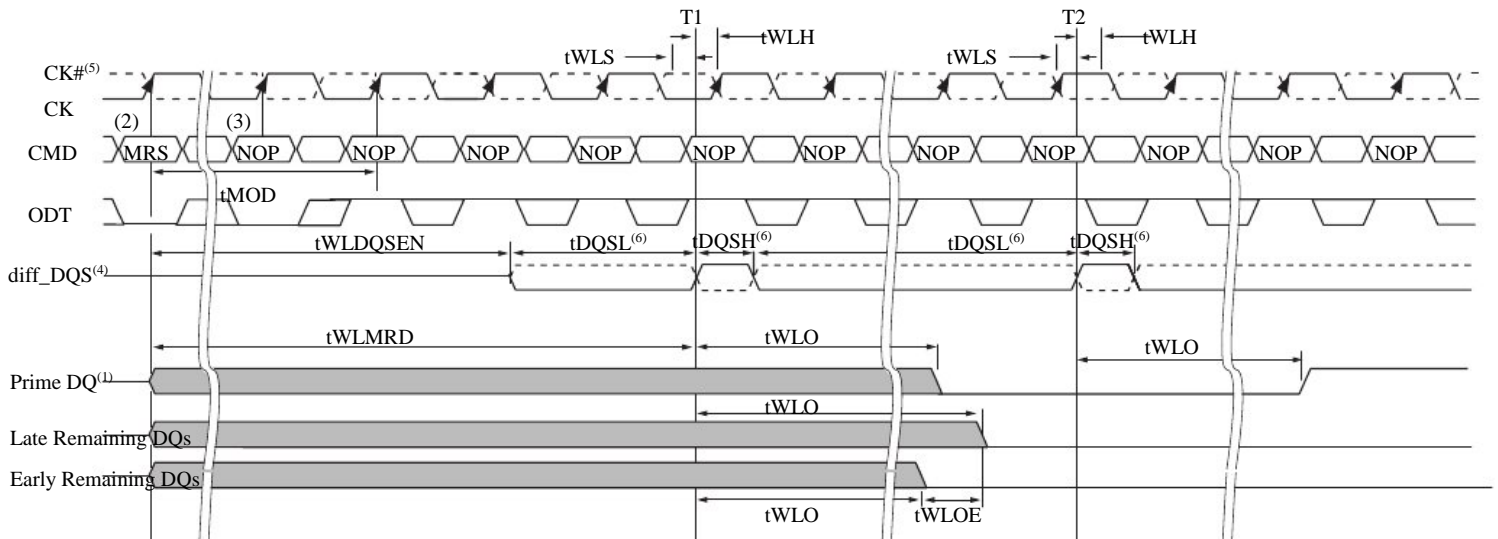 T1 T2
tWLH tWLH
tWLS tWLS
CK#(5)
CK
(2) (3)
CMD MRS NOP NOP NOP NOP NOP NOP NOP NOP NOP NOP NOP
tMOD
ODT
tWLDQSEN tDQSL(6) tDQSH(6) tDQSL(6) tDQSH(6)
diff_DQS(4)
tWLMRD tWLO tWLO
Prime DQ(1)
tWLO
Late Remaining DQs
Early Remaining DQs
tWLO tWLOE